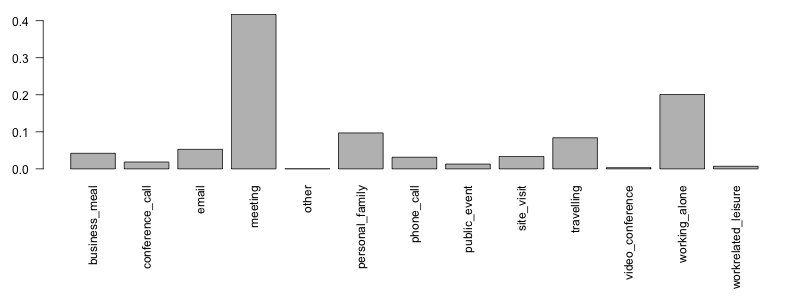 0.4
0.3
0.2
0.1
0.0
business_meal
conference_call
email
meeting
other
personal_family
phone_call
public_event
site_visit
travelling
video_conference
working_alone
workrelated_leisure